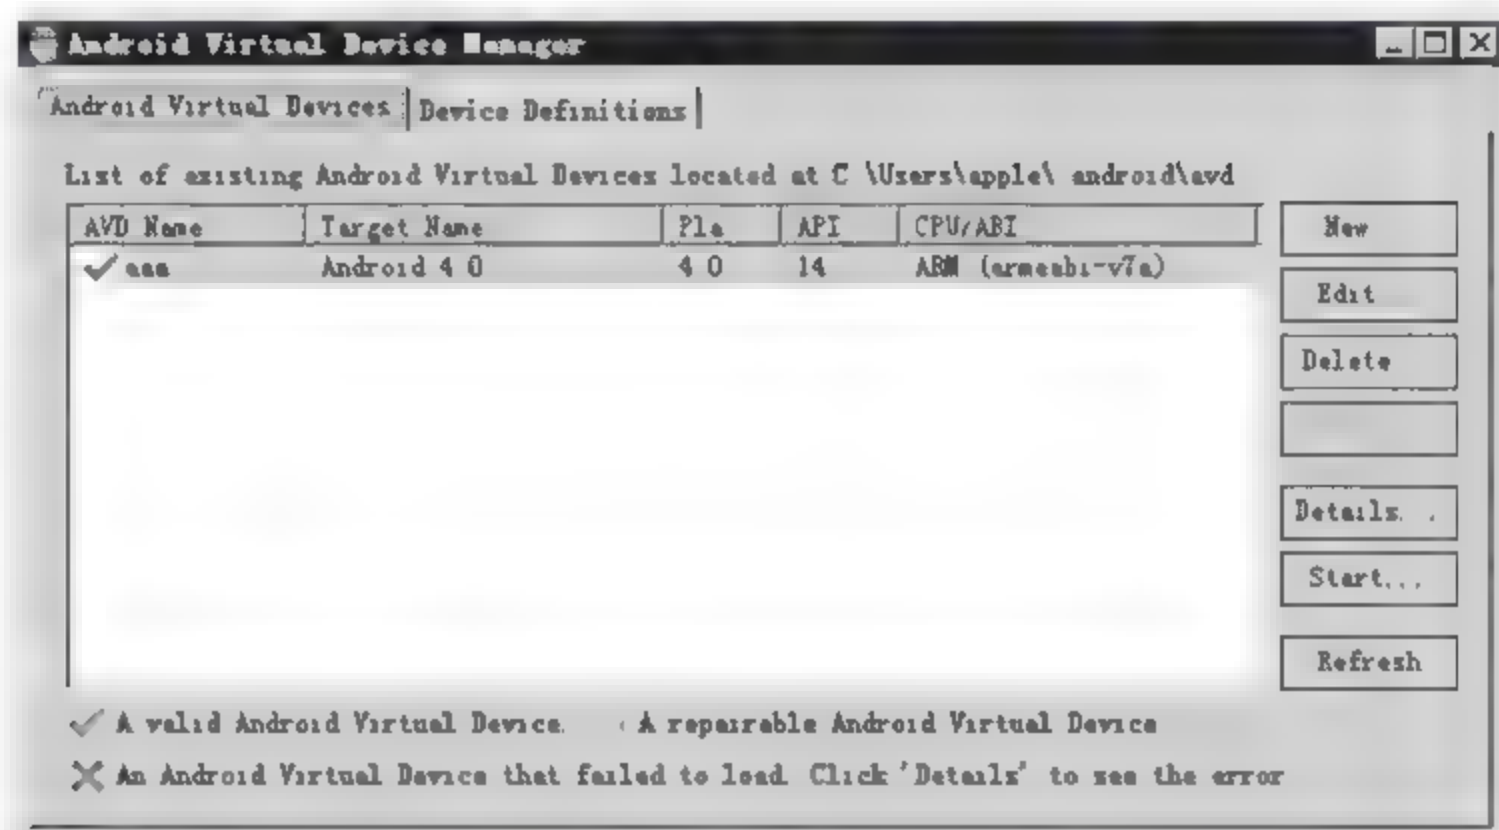 Android Virtual Device Manager
Android Virtual Devices Device Definitions
List of existing Android Virtual Devices located at C \Users\apple\ android\avd
AVD Name Target Name Pla API CPU/ABI
aaa Android 4 0 4 0 14 ARM (armeabi-v7a)
New
Edit
Delete
Details. .
Start...
Refresh
A valid Android Virtual Device. A repairable Android Virtual Device
An Android Virtual Device that failed to load Click 'Details' to see the error